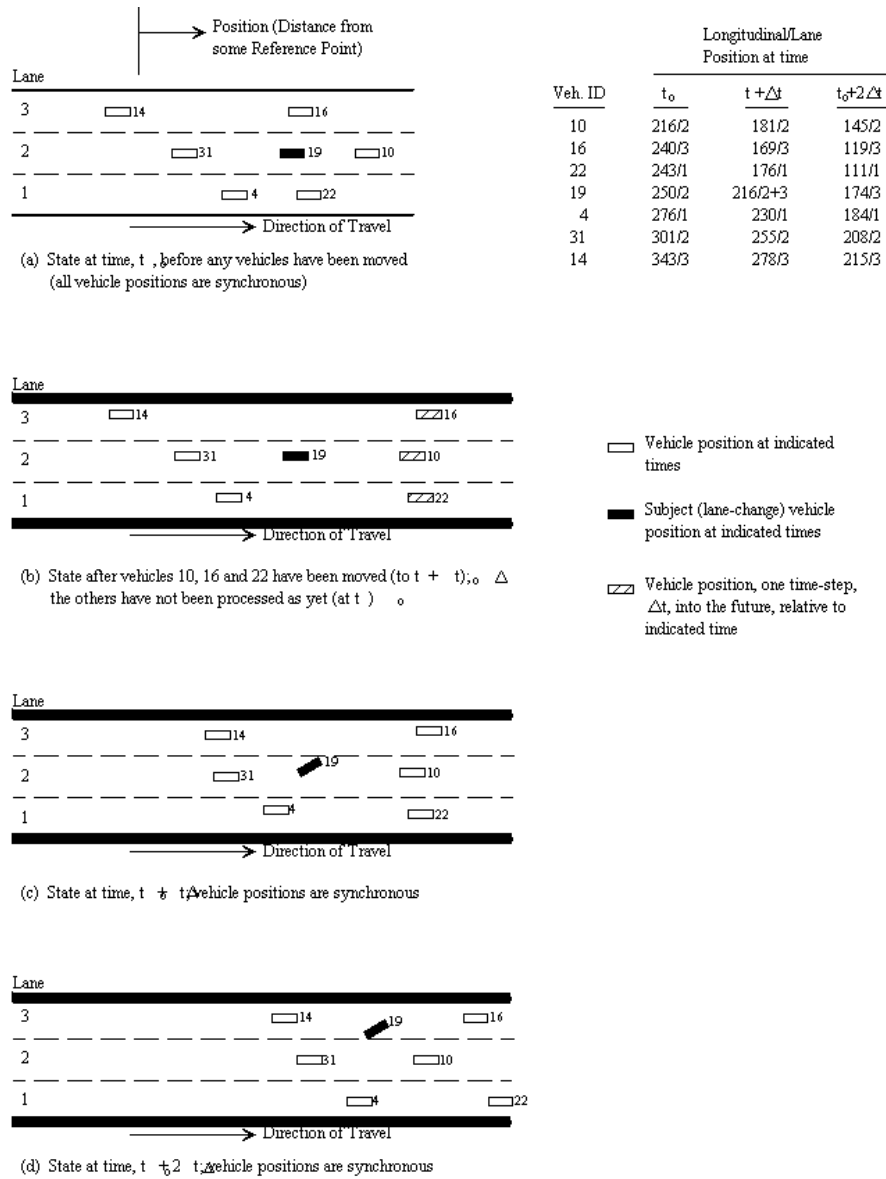 Position (Distance from
some Reference Point)
Lane
3
14
16
2
31
19
10
1
4
22
Direction of Travel
(a) State at time, t o, before any vehicles have been moved
(all vehicle positions are synchronous)
Longitudinal/Lane
Position at time
Veh. ID to t +Δt to+2Δt
10 216/2 181/2 145/2
16 240/3 169/3 119/3
22 243/1 176/1 111/1
19 250/2 216/2+3 174/3
4 276/1 230/1 184/1
31 301/2 255/2 208/2
14 343/3 278/3 215/3
Lane
3
14
16
2
31
19
10
1
4
22
Direction of Travel
(b) State after vehicles 10, 16 and 22 have been moved (to t + t);o Δ
the others have not been processed as yet (at t ) o
Vehicle position at indicated
times
Subject (lane-change) vehicle
position at indicated times
Vehicle position, one time-step,
Δt, into the future, relative to
indicated time
Lane
3
14
16
2
31
19
10
1
4
22
Direction of Travel
(c) State at time, t +o t;Δ vehicle positions are synchronous
Lane
3
14
19
16
2
31
10
1
4
22
Direction of Travel
(d) State at time, t +o 2 t;Δ vehicle positions are synchronous